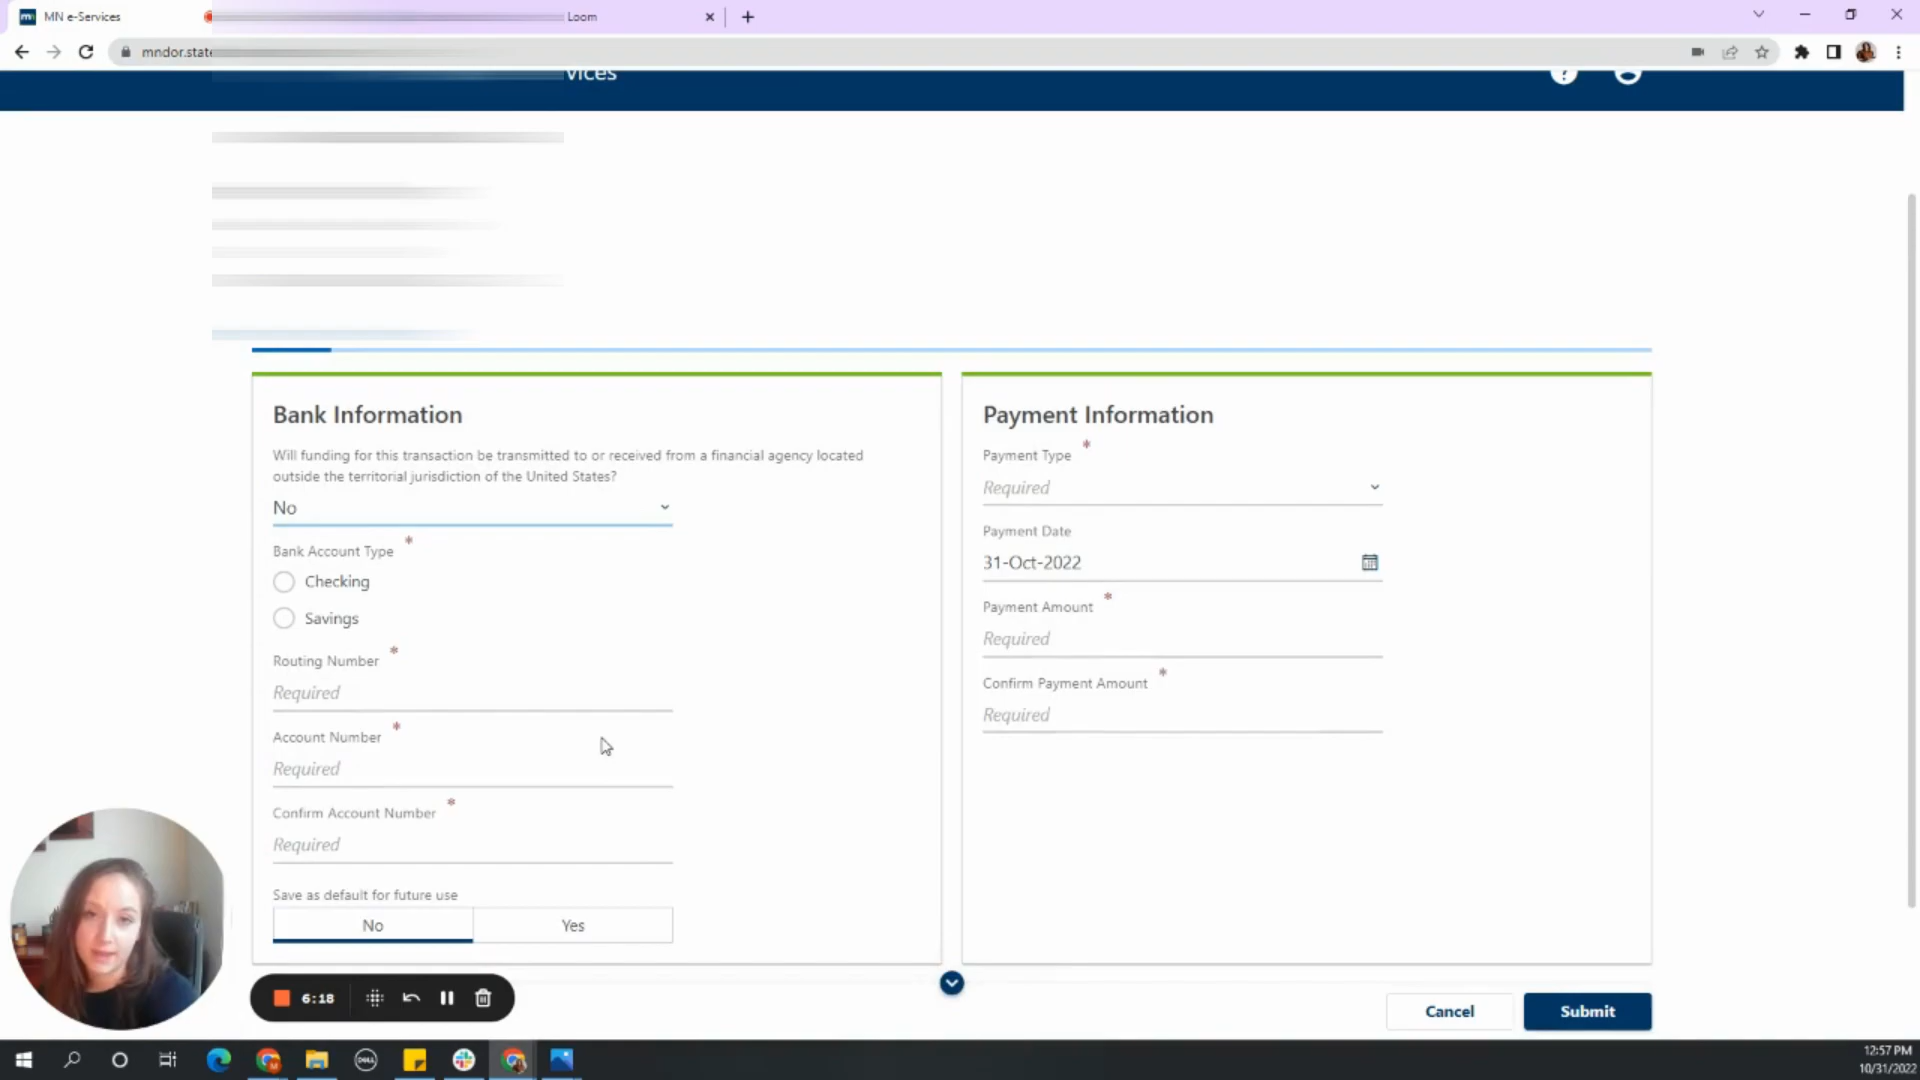 MN e-Services
Loom
mndor.state
vices
Bank Information
Will funding for this transaction be transmitted to or received from a financial agency located
outside the territorial jurisdiction of the United States?
No
Bank Account Type *
Checking
Savings
Routing Number *
Required
Account Number *
Required
Confirm Account Number *
Required
Save as default for future use
No Yes
Payment Information
Payment Type *
Required
Payment Date
31-Oct-2022
Payment Amount *
Required
Confirm Payment Amount *
Required
6:18
Cancel Submit
DELL
12:57 PM
10/31/2022